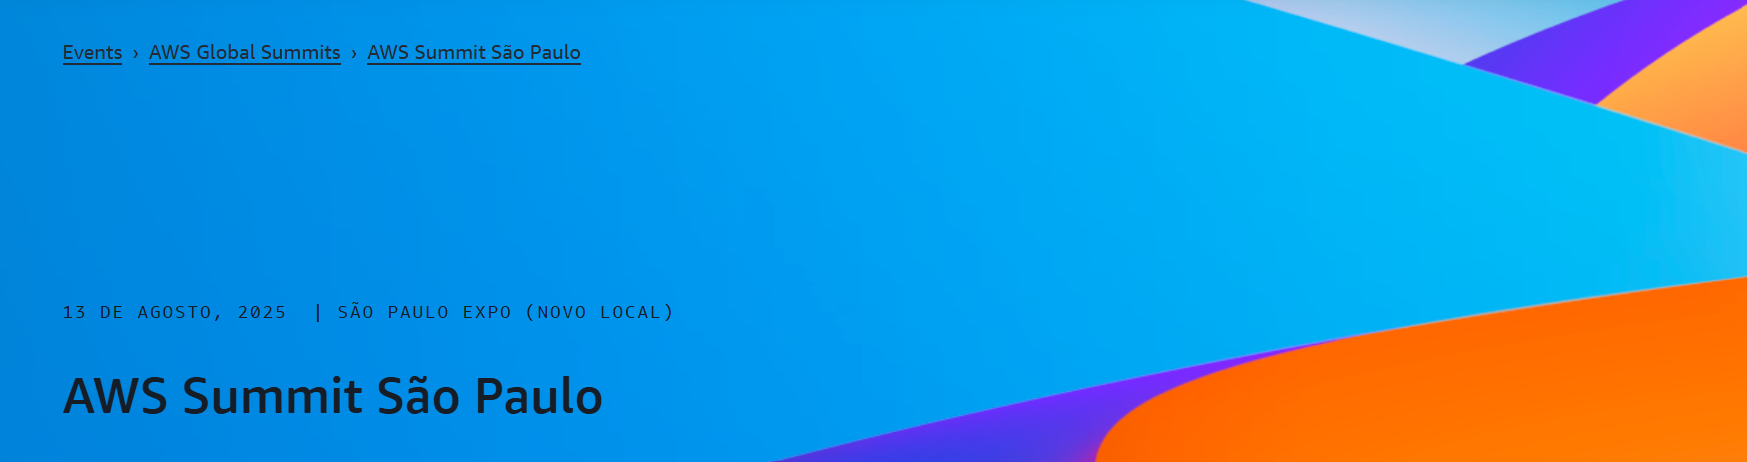 Events › AWS Global Summits › AWS Summit São Paulo
13 DE AGOSTO, 2025 | SÃO PAULO EXPO (NOVO LOCAL)
AWS Summit São Paulo